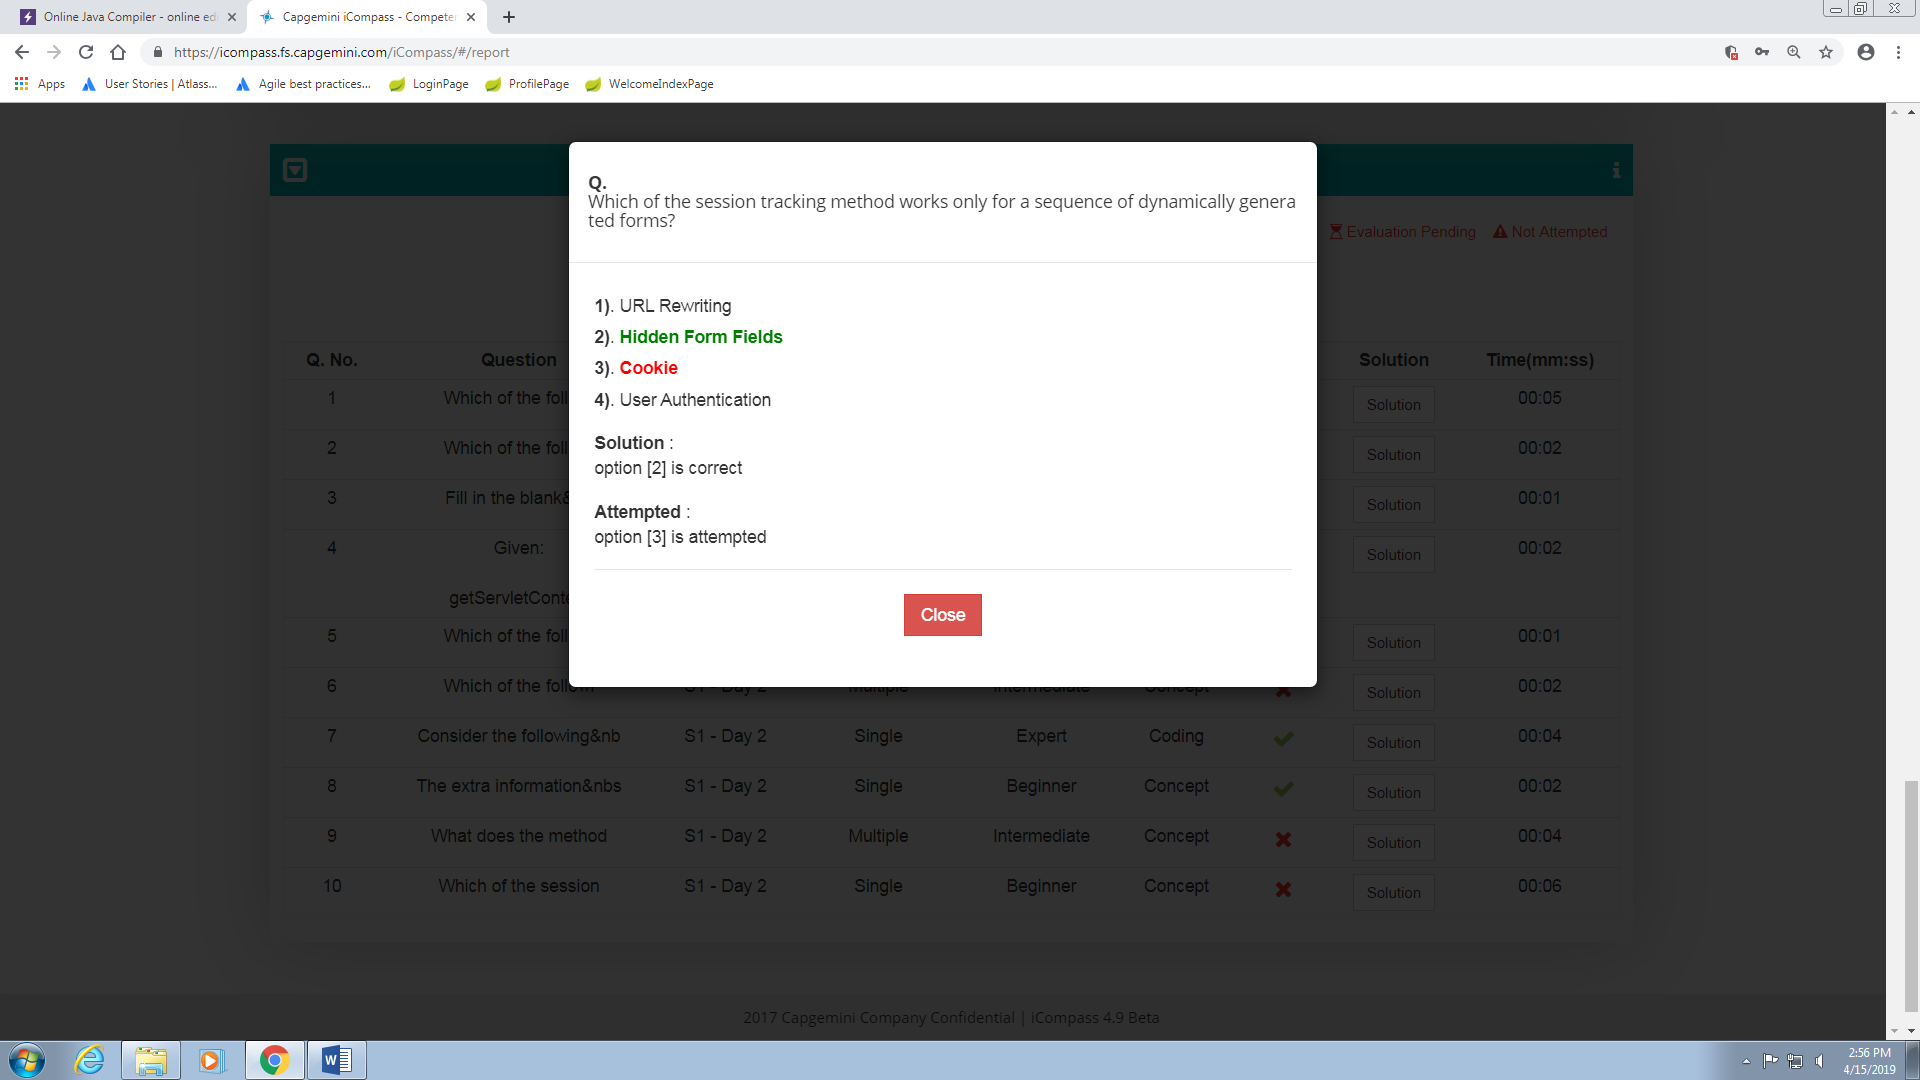 Online Java Compiler - online ed
Capgemini iCompass - Compete
https://icompass.fs.capgemini.com/iCompass/#/report
Apps
User Stories | Atlass...
Agile best practices...
LoginPage
ProfilePage
WelcomeIndexPage
Q.
Which of the session tracking method works only for a sequence of dynamically genera
ted forms?
Evaluation Pending
Not Attempted
1). URL Rewriting
2). Hidden Form Fields
3). Cookie
4). User Authentication
Solution :
option [2] is correct
Attempted :
option [3] is attempted
Close
Q. No. Question Solution Time(mm:ss)
1 Which of the foll Solution 00:05
2 Which of the foll Solution 00:02
3 Fill in the blank& Solution 00:01
4 Given: Solution 00:02
getServletConte
5 Which of the foll Solution 00:01
6 Which of the follow S1 - Day 2 Multiple Intermediate Concept Solution 00:02
7 Consider the following&nb S1 - Day 2 Single Expert Coding Solution 00:04
8 The extra information&nbs S1 - Day 2 Single Beginner Concept Solution 00:02
9 What does the method S1 - Day 2 Multiple Intermediate Concept Solution 00:04
10 Which of the session S1 - Day 2 Single Beginner Concept Solution 00:06
2017 Capgemini Company Confidential | iCompass 4.9 Beta
2:56 PM
4/15/2019